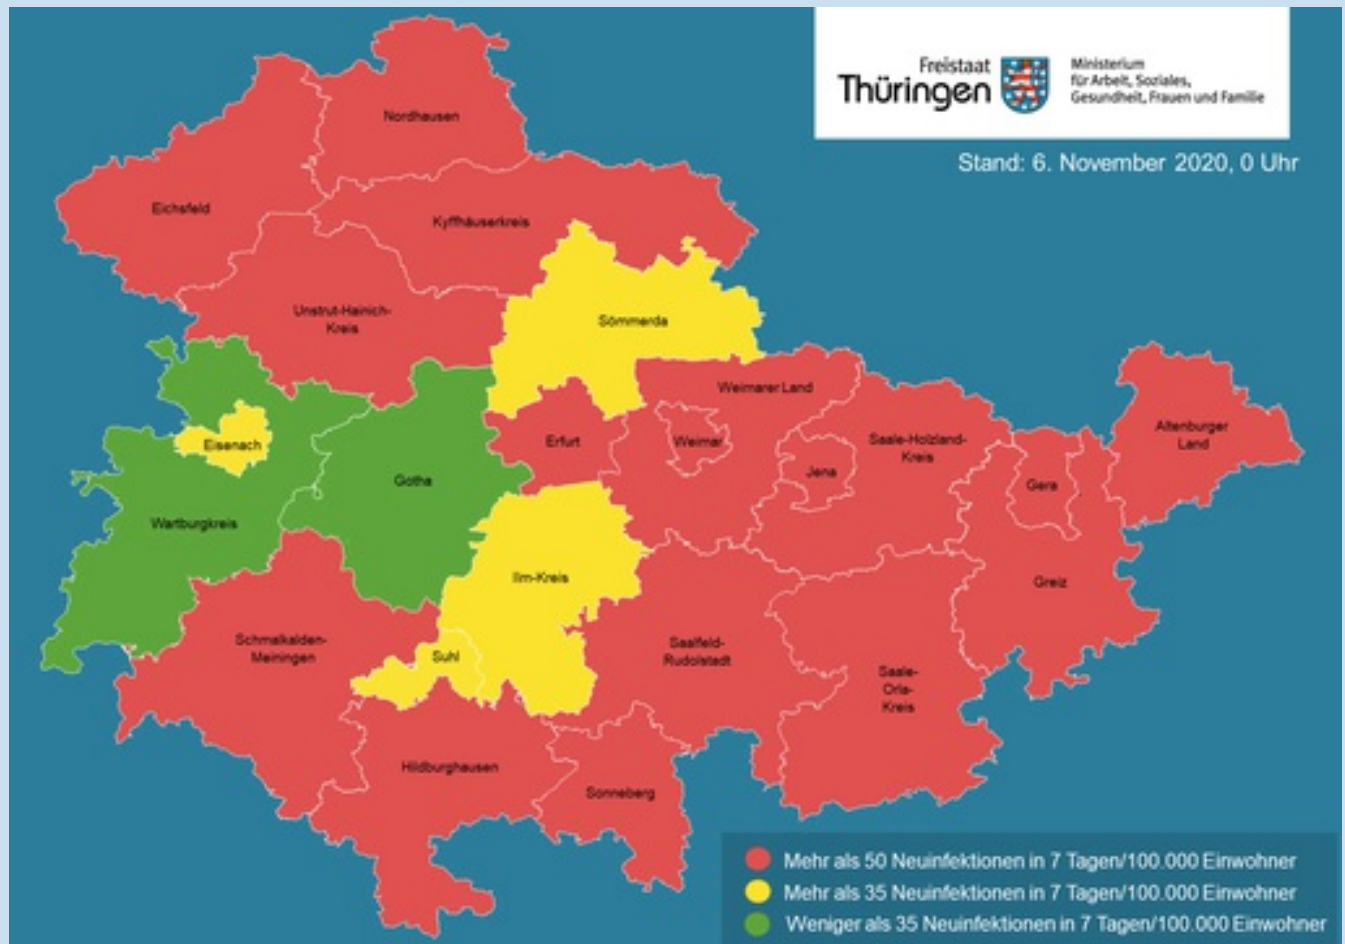 Freistaat
Thüringen
Ministerium
für Arbeit, Soziales,
Gesundheit, Frauen und Familie
Stand: 6. November 2020, 0 Uhr
Nordhausen
Eichsfeld
Kyffhäuserkreis
Unstrut-Hainich-
Kreis
Sömmerda
Weimarer Land
Eisenach
Erfurt
Weimar
Saale-Holzland-
Kreis
Altenburger
Land
Jena
Gotha
Gera
Wartburgkreis
Ilm-Kreis
Greiz
Schmalkalden-
Meiningen
Suhl
Saalfeld-
Rudolstadt
Saale-
Orla-
Kreis
Hildburghausen
Sonneberg
Mehr als 50 Neuinfektionen in 7 Tagen/100.000 Einwohner
Mehr als 35 Neuinfektionen in 7 Tagen/100.000 Einwohner
Weniger als 35 Neuinfektionen in 7 Tagen/100.000 Einwohner